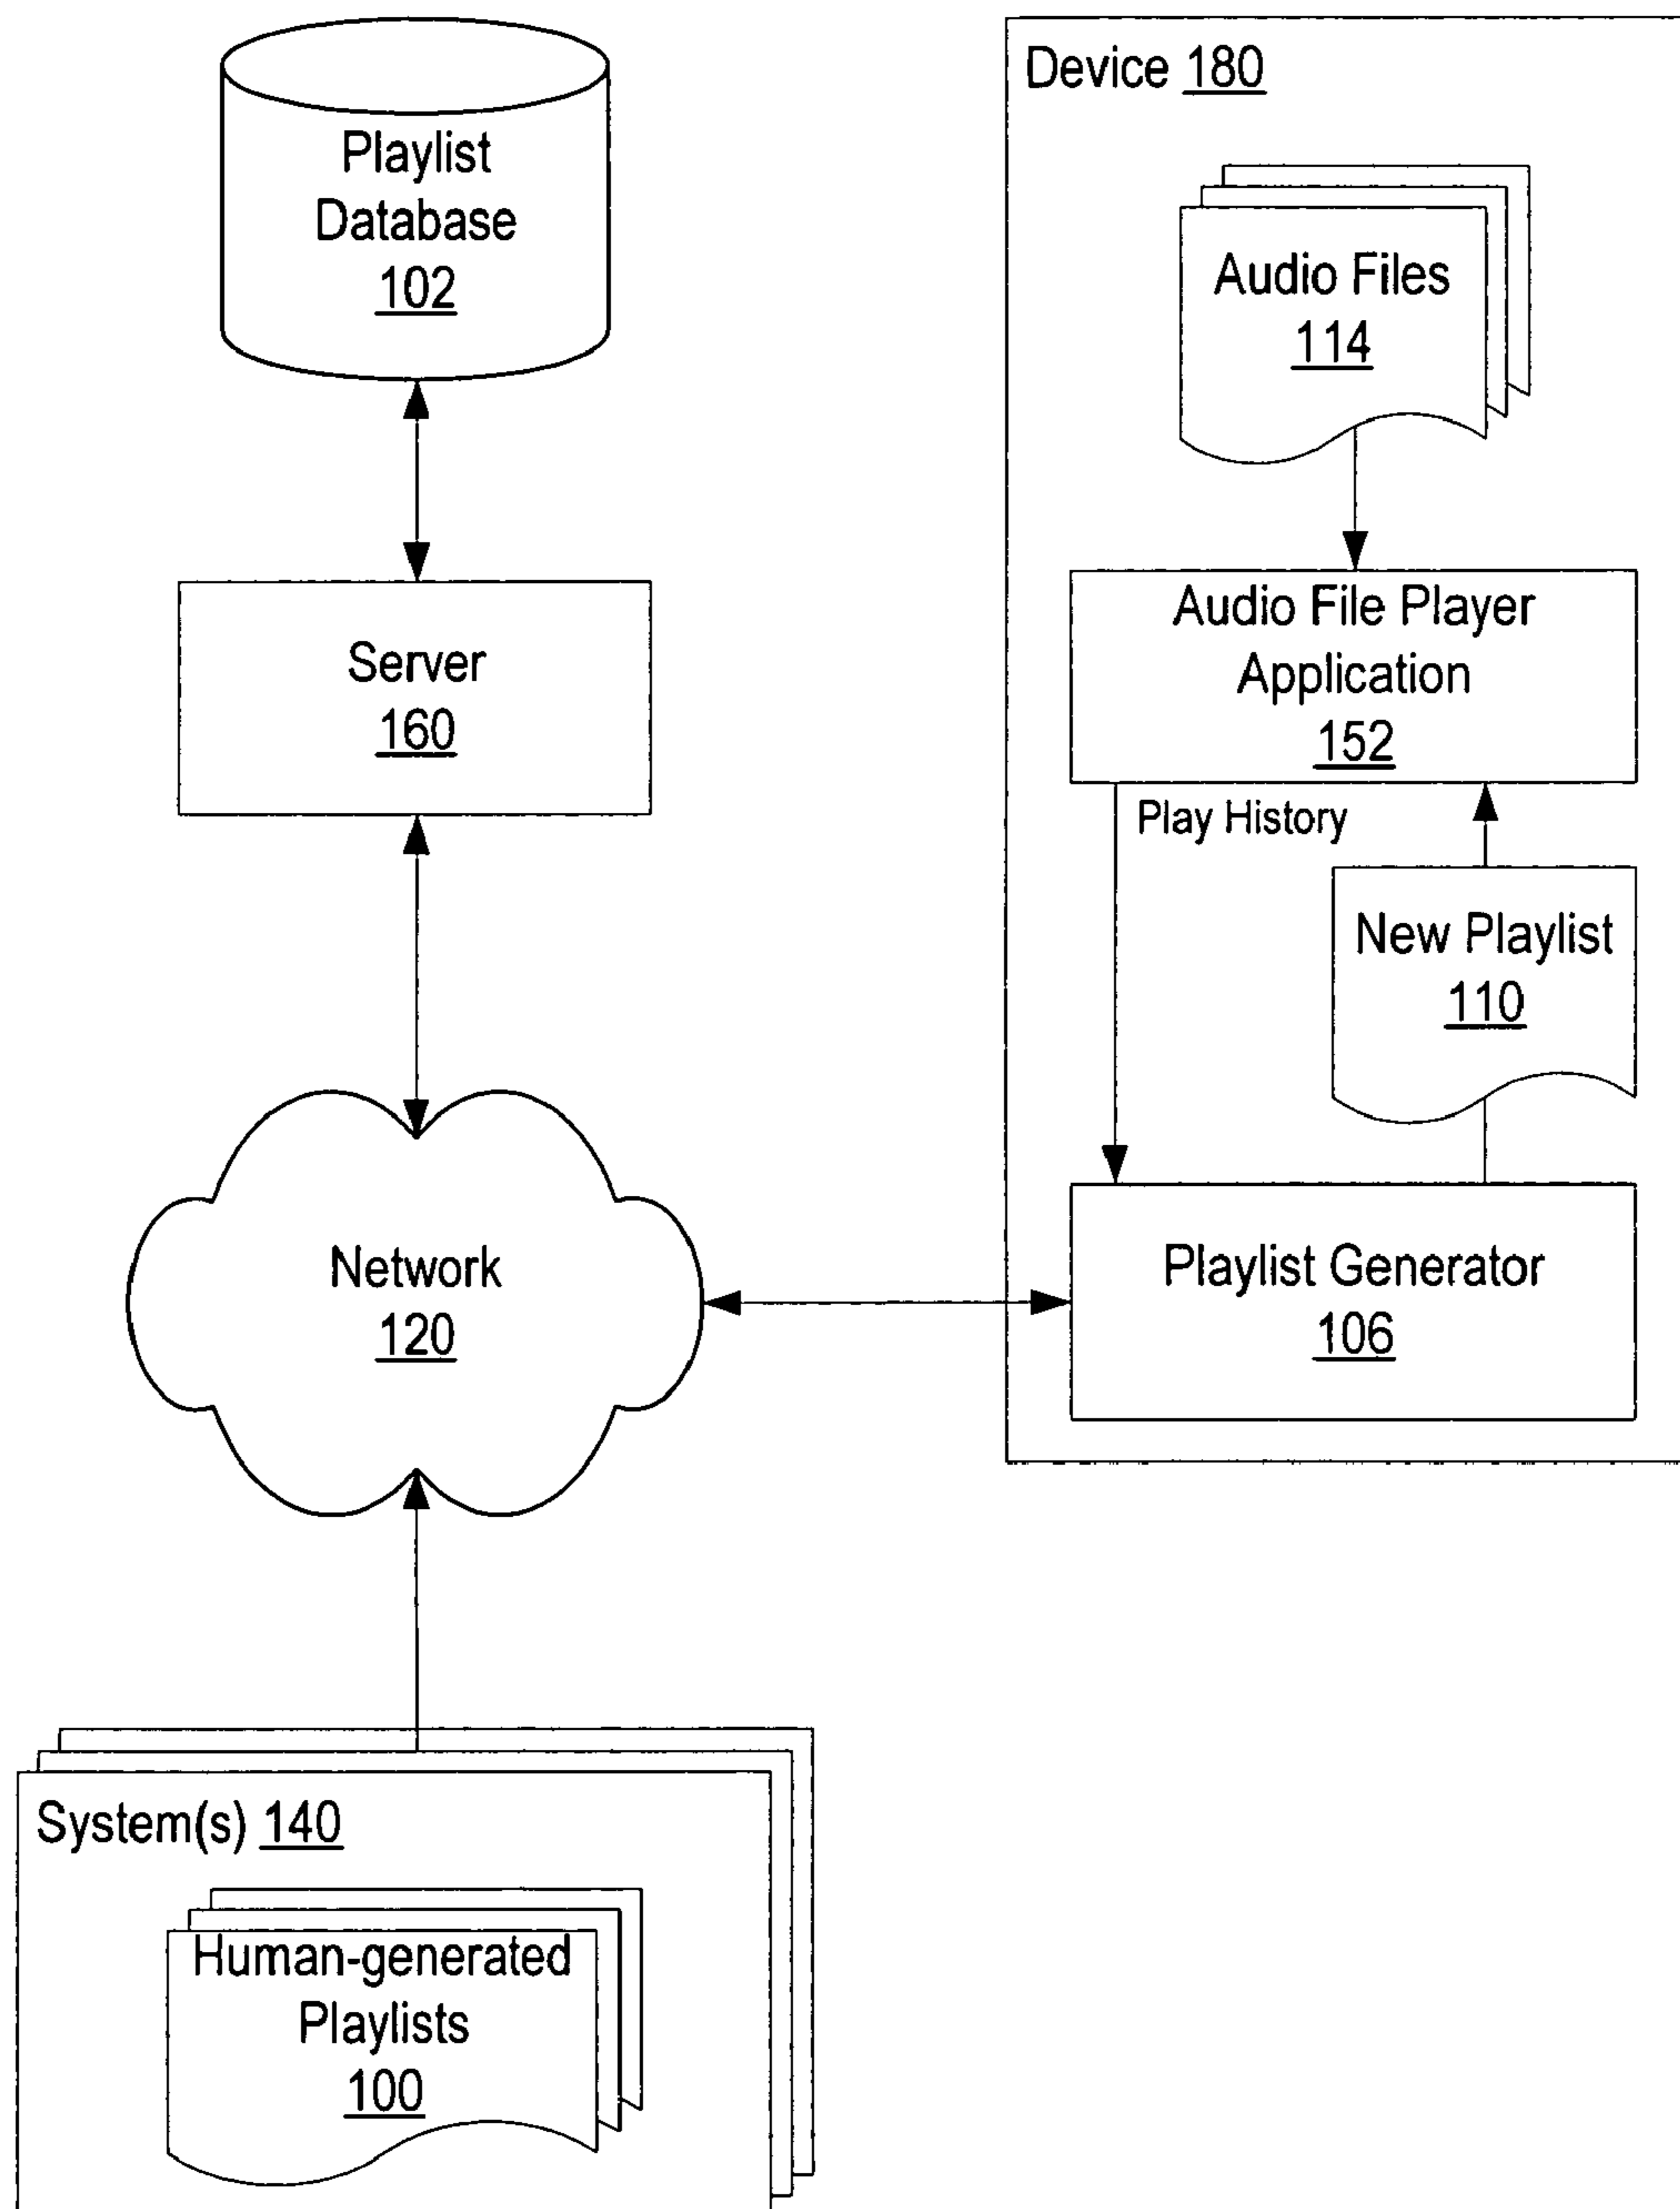 Playlist
Database
102
Server
160
Network
120
System(s) 140
Human-generated
Playlists
100
Device 180
Audio Files
114
Audio File Player
Application
152
Play History
New Playlist
110
Playlist Generator
106